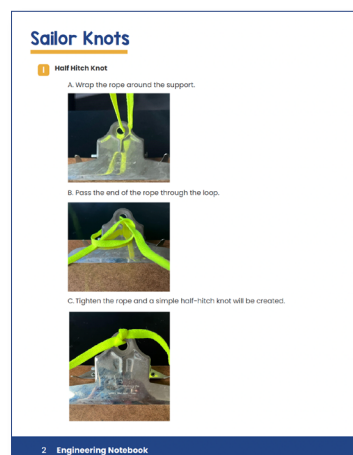 Sailor Knots
1 Half Hitch Knot
A. Wrap the rope around the support.
B. Pass the end of the rope through the loop.
C. Tighten the rope and a simple half-hitch knot will be created.
2 Engineering Notebook